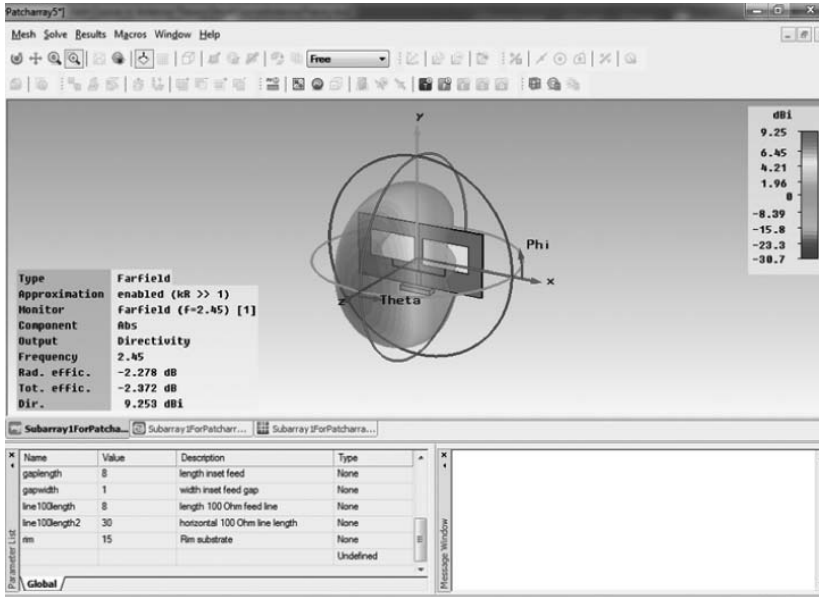 Patcharray5*]
Mesh Solve Results Macros Window Help
Free
y
Phi
x
z
Theta
dBi
9.25
6.45
4.21
1.96
0
-8.39
-15.8
-23.3
-30.7
Type Farfield
Approximation enabled (kR >> 1)
Monitor farfield (f=2.45) [1]
Component Abs
Output Directivity
Frequency 2.45
Rad. effic. -2.278 dB
Tot. effic. -2.372 dB
Dir. 9.253 dBi
Subarray1ForPatcha... Subarray1ForPatcharr... Subarray1ForPatcharra...
Name Value Description Type
gaplength 8 length inset feed None
gapwidth 1 width inset feed gap None
line100length 8 length 100 Ohm feed line None
line100length2 30 horizontal 100 Ohm line length None
rim 15 Rim substrate None
Undefined
Global
Parameter List
Message Window